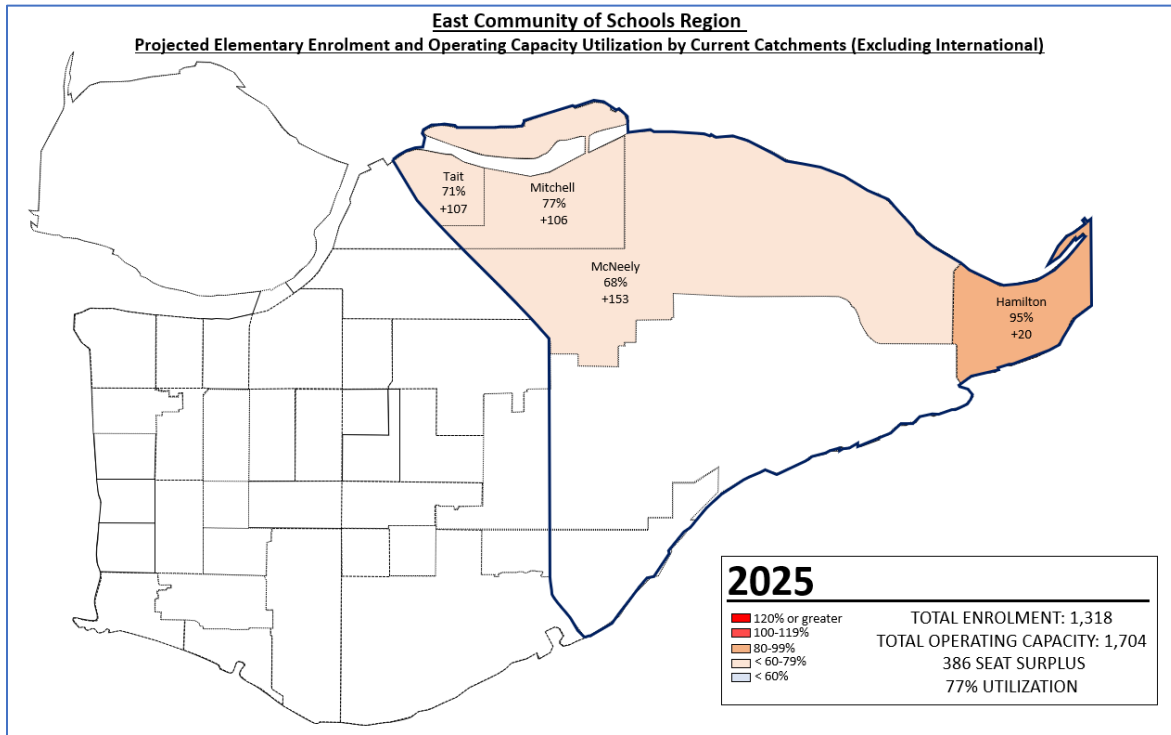 East Community of Schools Region
Projected Elementary Enrolment and Operating Capacity Utilization by Current Catchments (Excluding International)
Tait
71%
+107
Mitchell
77%
+106
McNeely
68%
+153
Hamilton
95%
+20
2025
120% or greater
100-119%
80-99%
< 60-79%
< 60%
TOTAL ENROLMENT: 1,318
TOTAL OPERATING CAPACITY: 1,704
386 SEAT SURPLUS
77% UTILIZATION